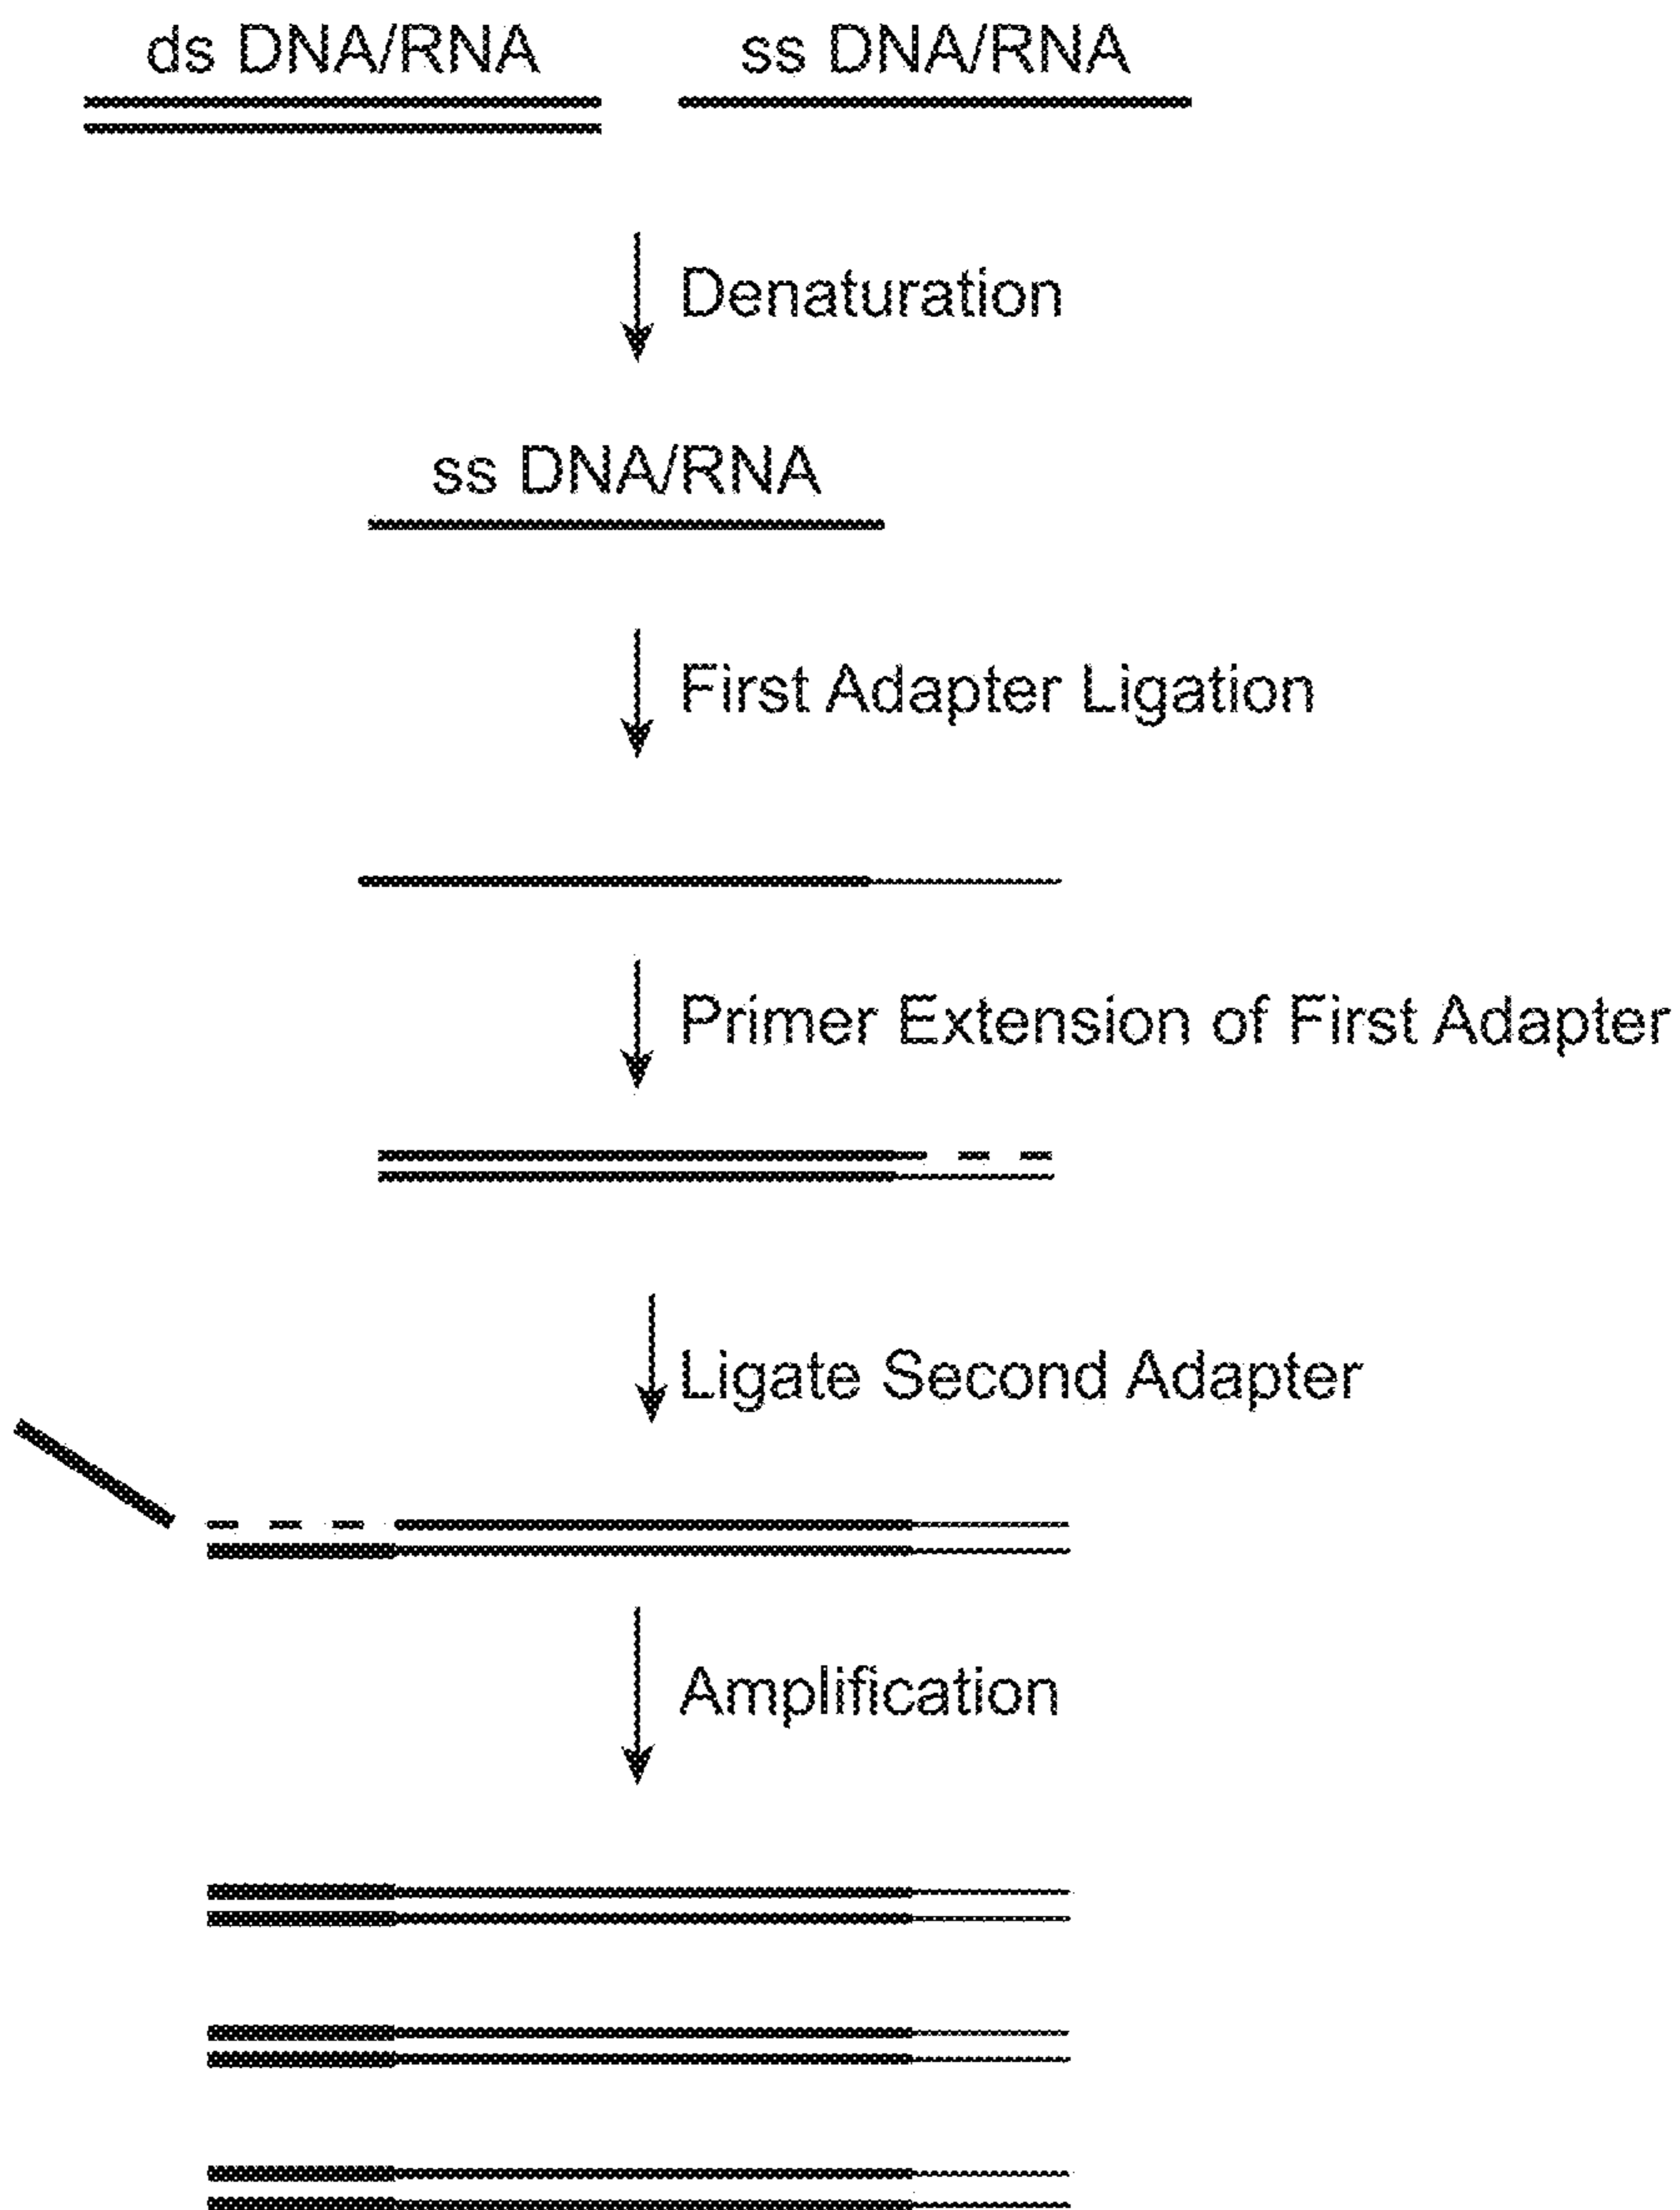 ds DNA/RNA ss DNA/RNA
Denaturation
ss DNA/RNA
First Adapter Ligation
Primer Extension of First Adapter
Ligate Second Adapter
Amplification